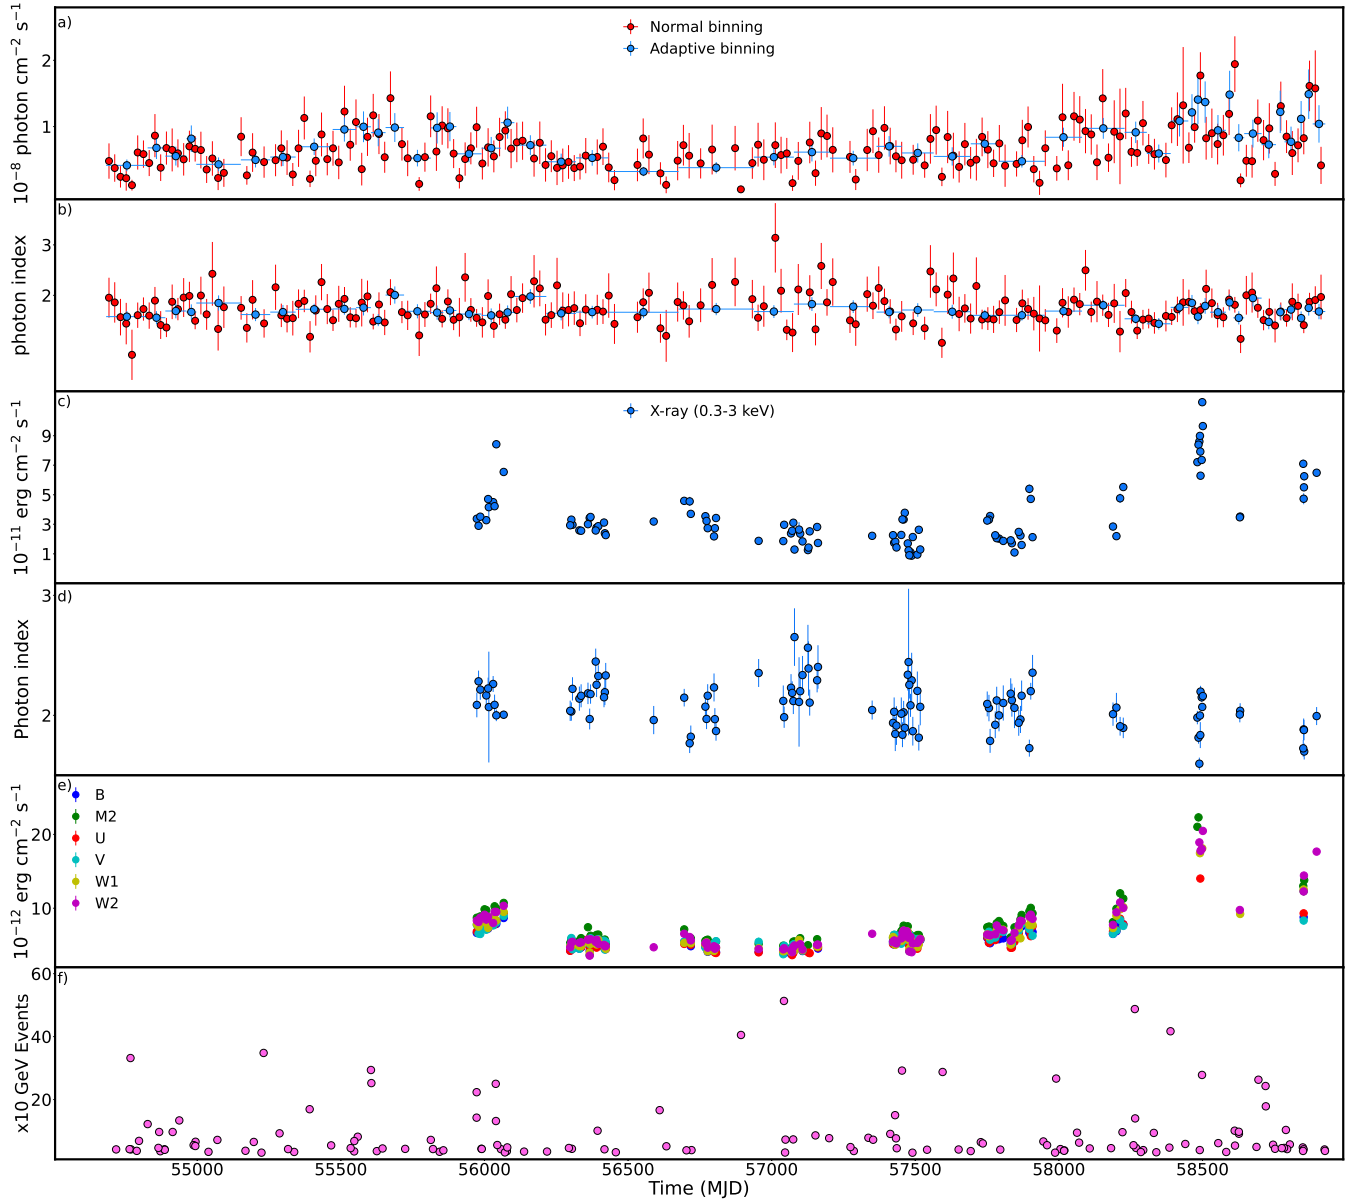 a)
10⁻⁸ photon cm⁻² s⁻¹
2
1
Normal binning
Adaptive binning
b)
photon index
3
2
c)
10⁻¹¹ erg cm⁻² s⁻¹
9
7
5
3
1
X-ray (0.3-3 keV)
d)
Photon index
3
2
e)
10⁻¹² erg cm⁻² s⁻¹
20
10
B
M2
U
V
W1
W2
f)
x10 GeV Events
60
40
20
55000 55500 56000 56500 57000 57500 58000 58500
Time (MJD)